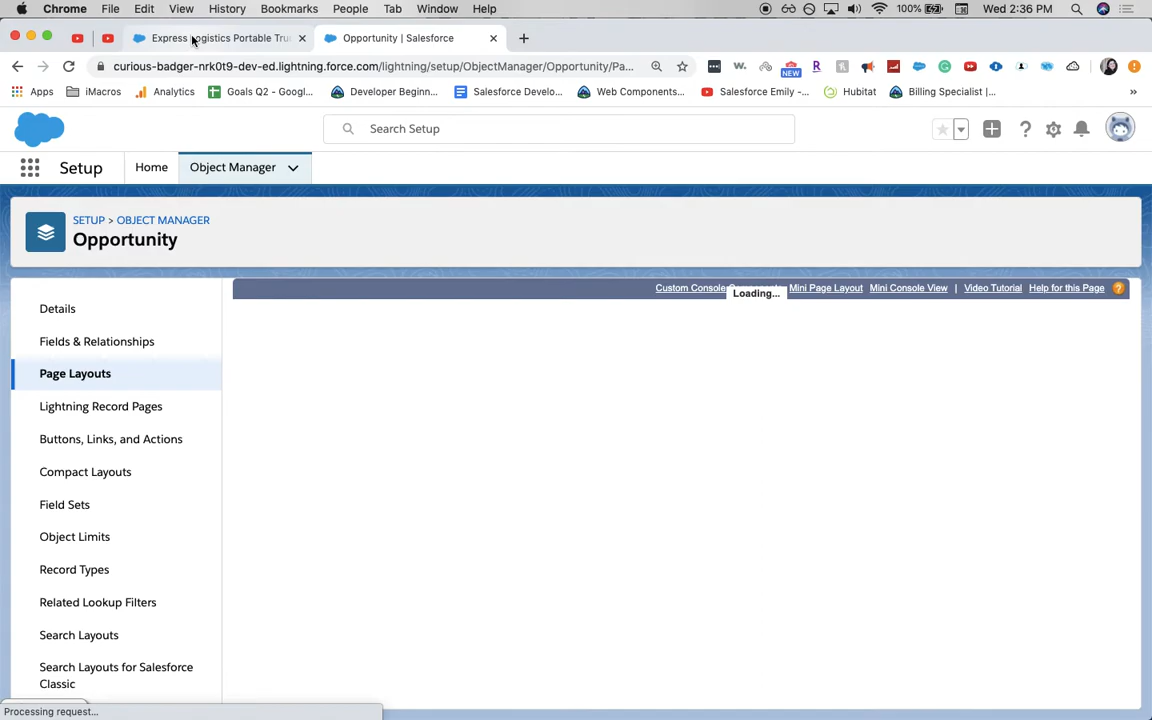 Chrome File Edit View History Bookmarks People Tab Window Help 100% Wed 2:36 PM
Express Logistics Portable Tru Opportunity | Salesforce
curious-badger-nrk0t9-dev-ed.lightning.force.com/lightning/setup/ObjectManager/Opportunity/Pa...
NEW
Apps iMacros Analytics Goals Q2 - Googl... Developer Beginn... Salesforce Develo... Web Components... Salesforce Emily -... Hubitat Billing Specialist |... »
Search Setup
Setup Home Object Manager
SETUP > OBJECT MANAGER
Opportunity
Custom Console Mini Page Layout Mini Console View | Video Tutorial Help for this Page ?
Loading...
Details
Fields & Relationships
Page Layouts
Lightning Record Pages
Buttons, Links, and Actions
Compact Layouts
Field Sets
Object Limits
Record Types
Related Lookup Filters
Search Layouts
Search Layouts for Salesforce
Classic
Processing request...